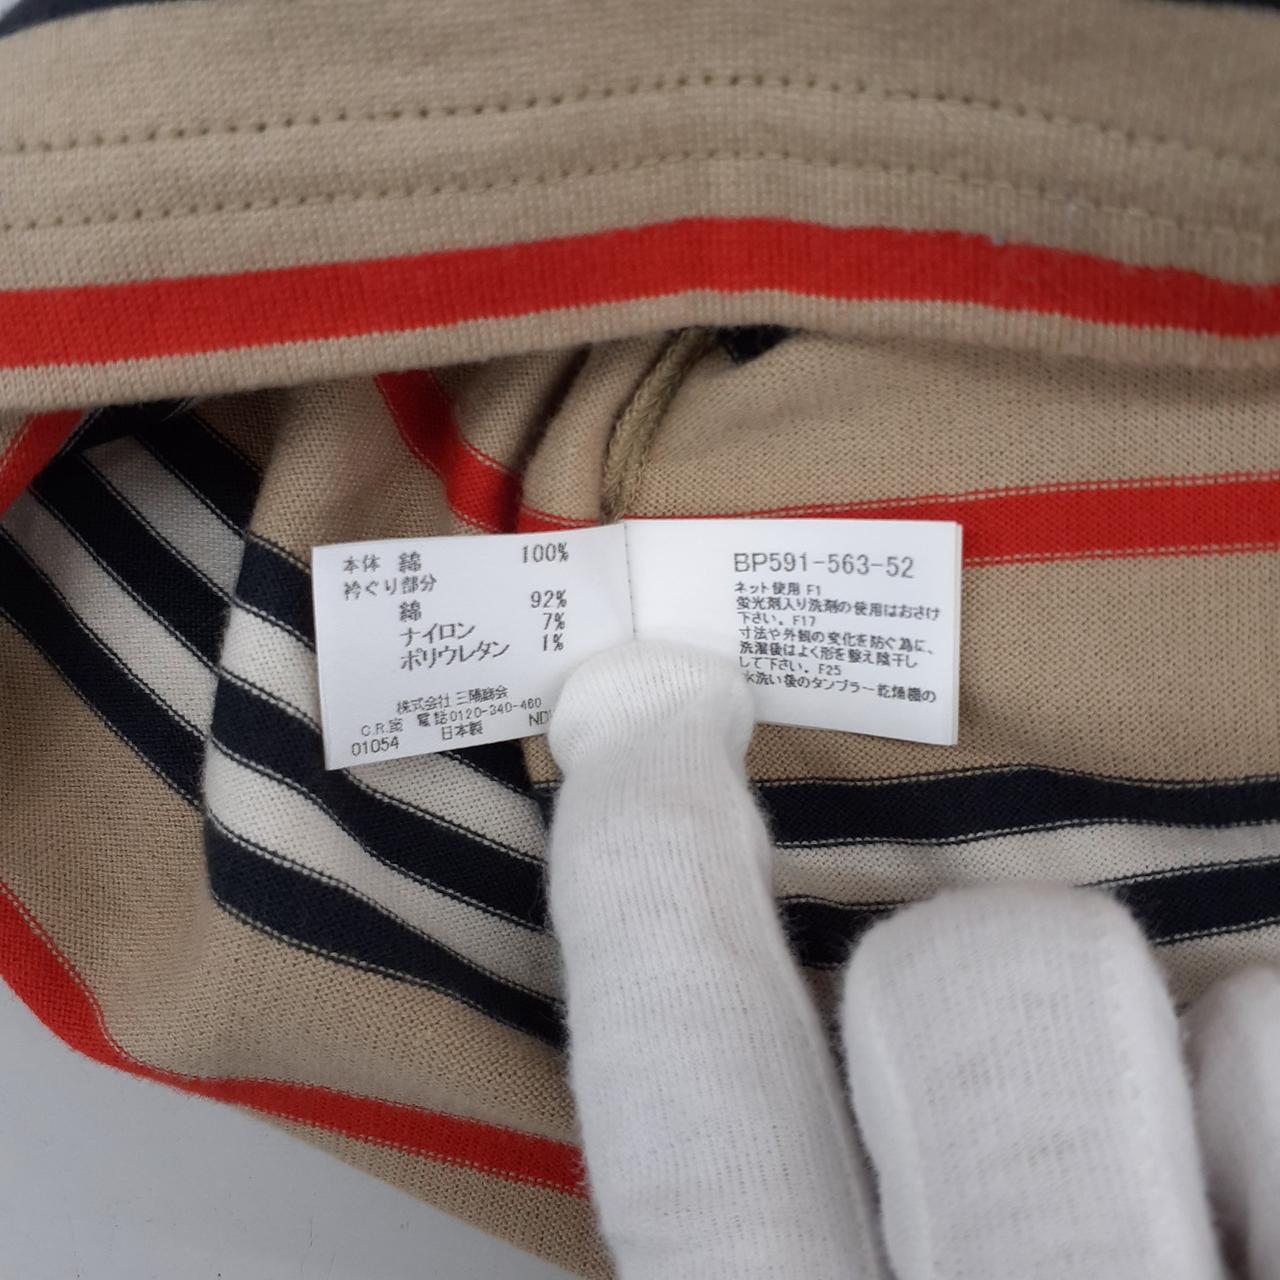 本体 綿 100%
衿ぐり部分
綿 92%
ナイロン 7%
ポリウレタン 1%
株式会社 三陽商会
C.R.室 電話0120-340-460
01054 日本製 ND
BP591-563-52
ネット使用 F1
蛍光剤入り洗剤の使用はおさけ
下さい。F17
寸法や外観の変化を防ぐ為に、
洗濯後はよく形を整え陰干し
して下さい。F25
水洗い後のタンブラー乾燥機の